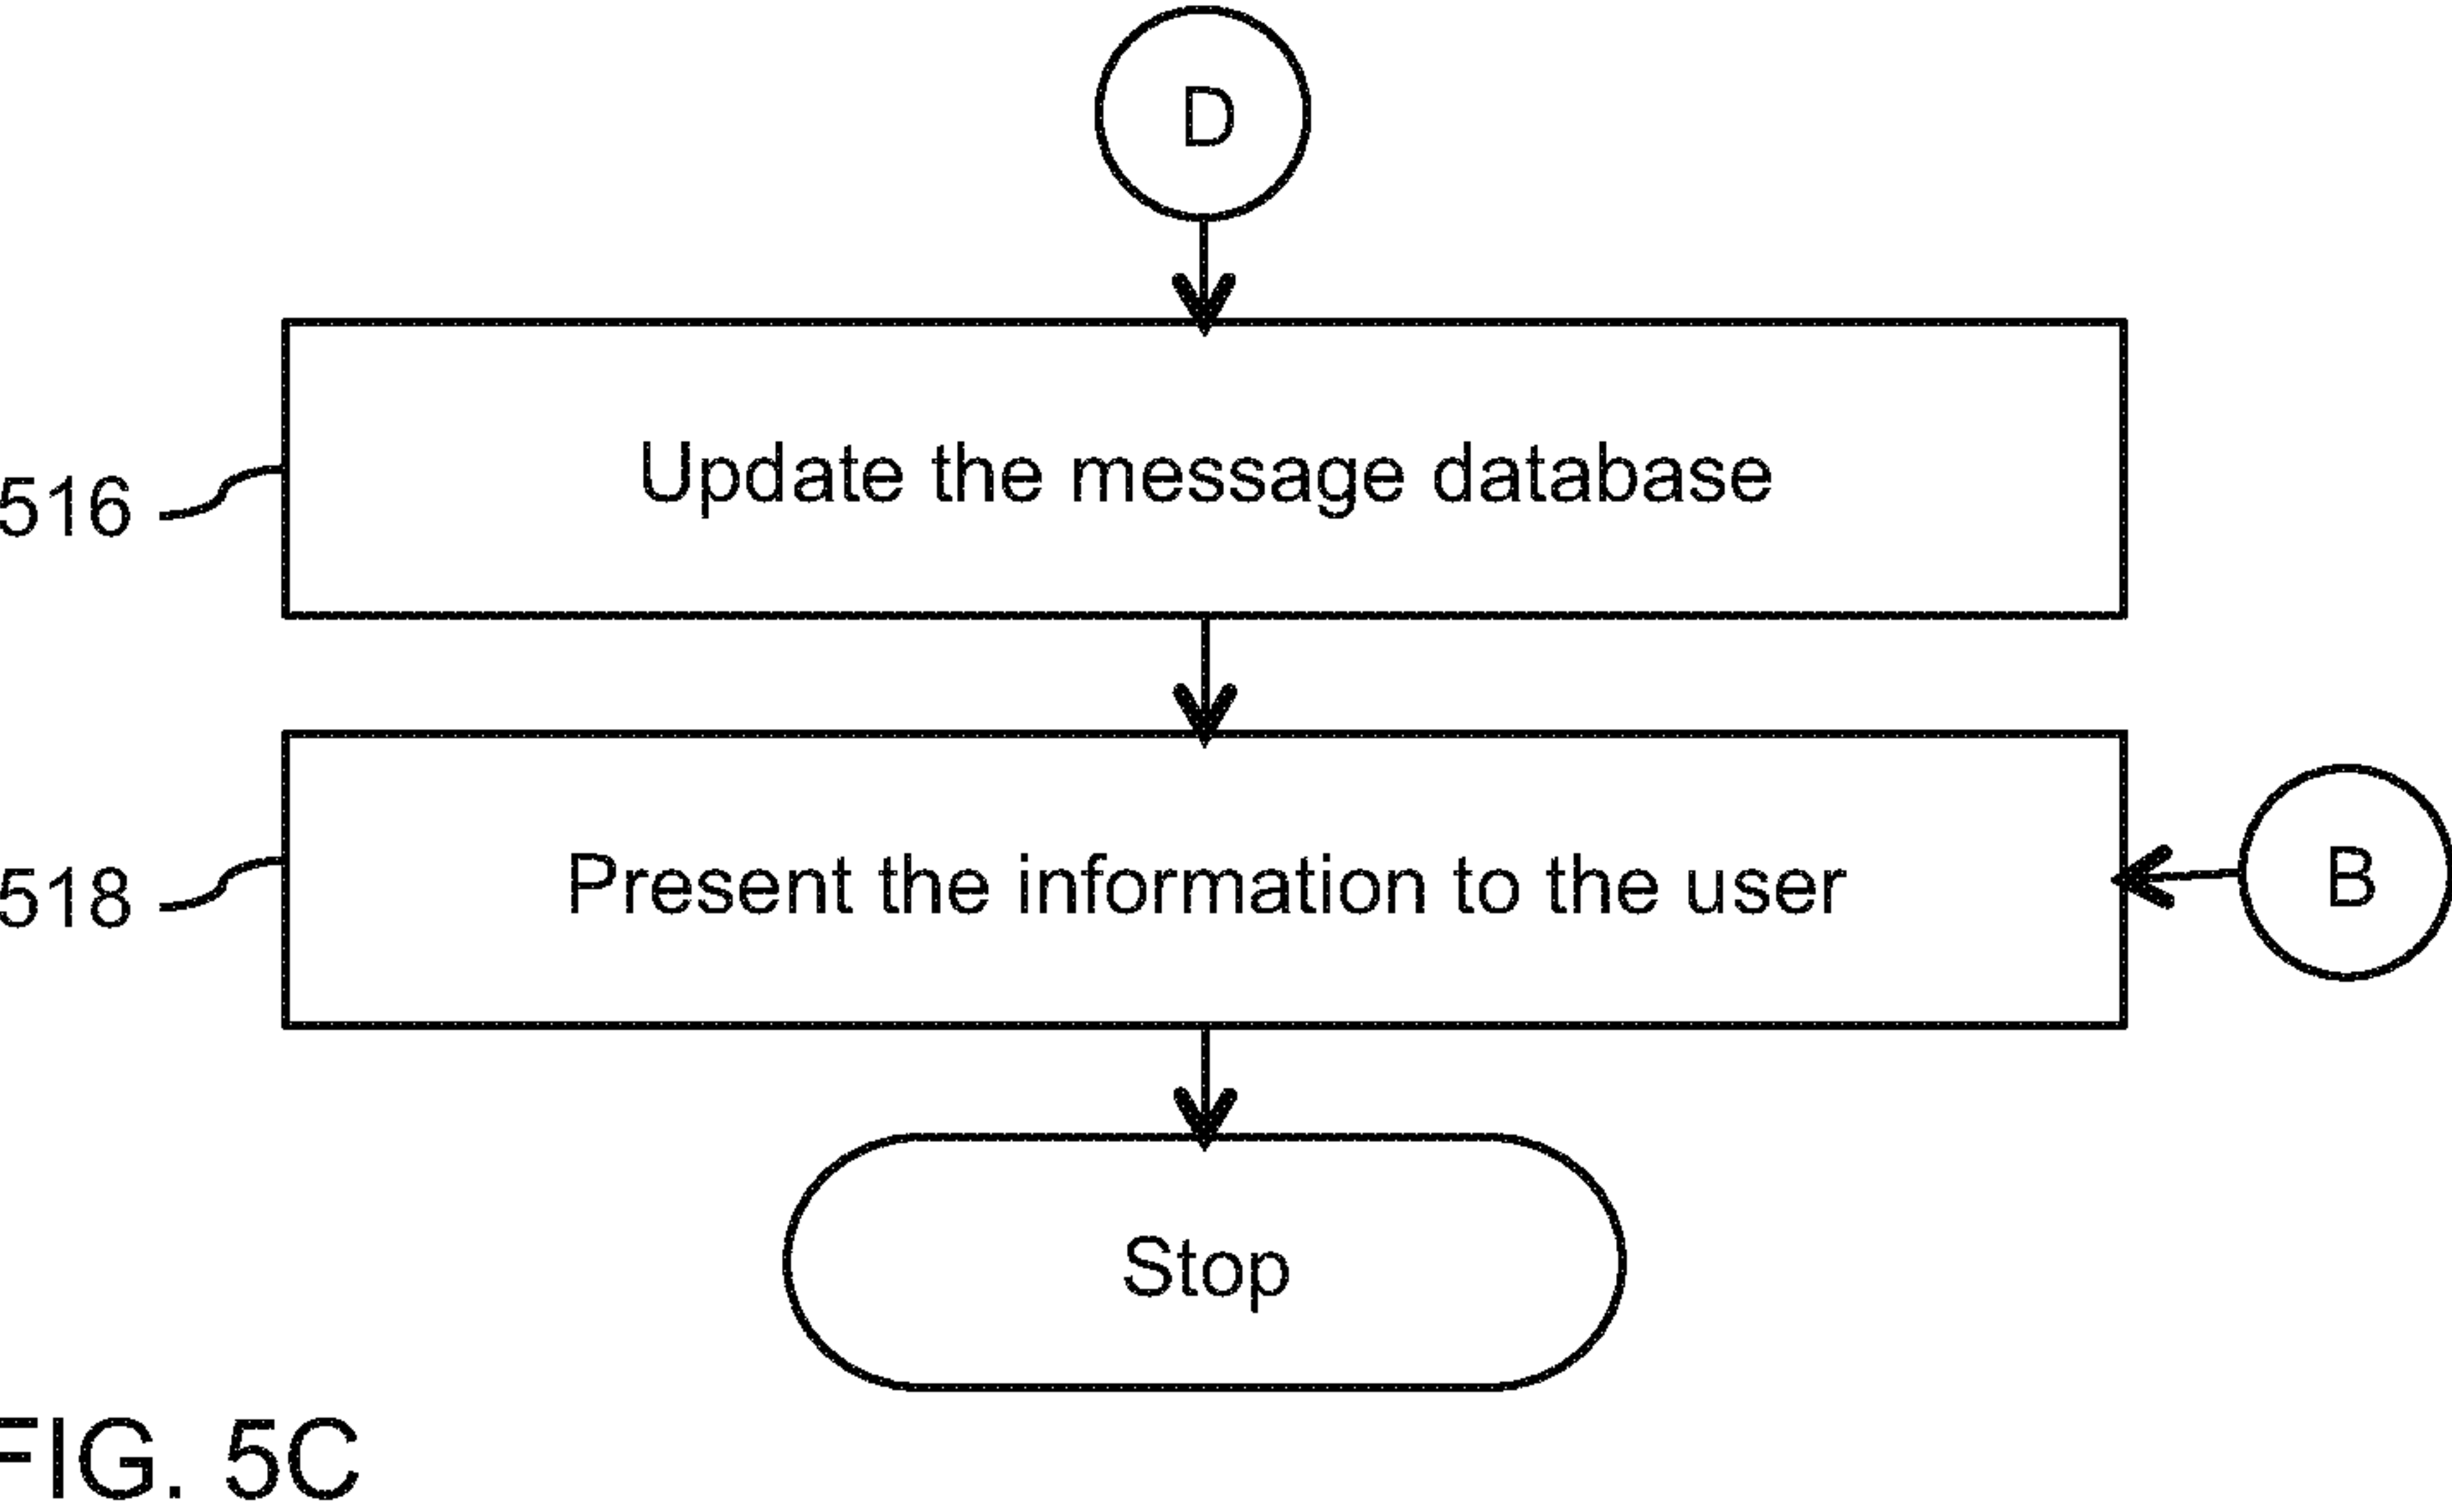 D
Update the message database
516
Present the information to the user
B
518
Stop
FIG. 5C